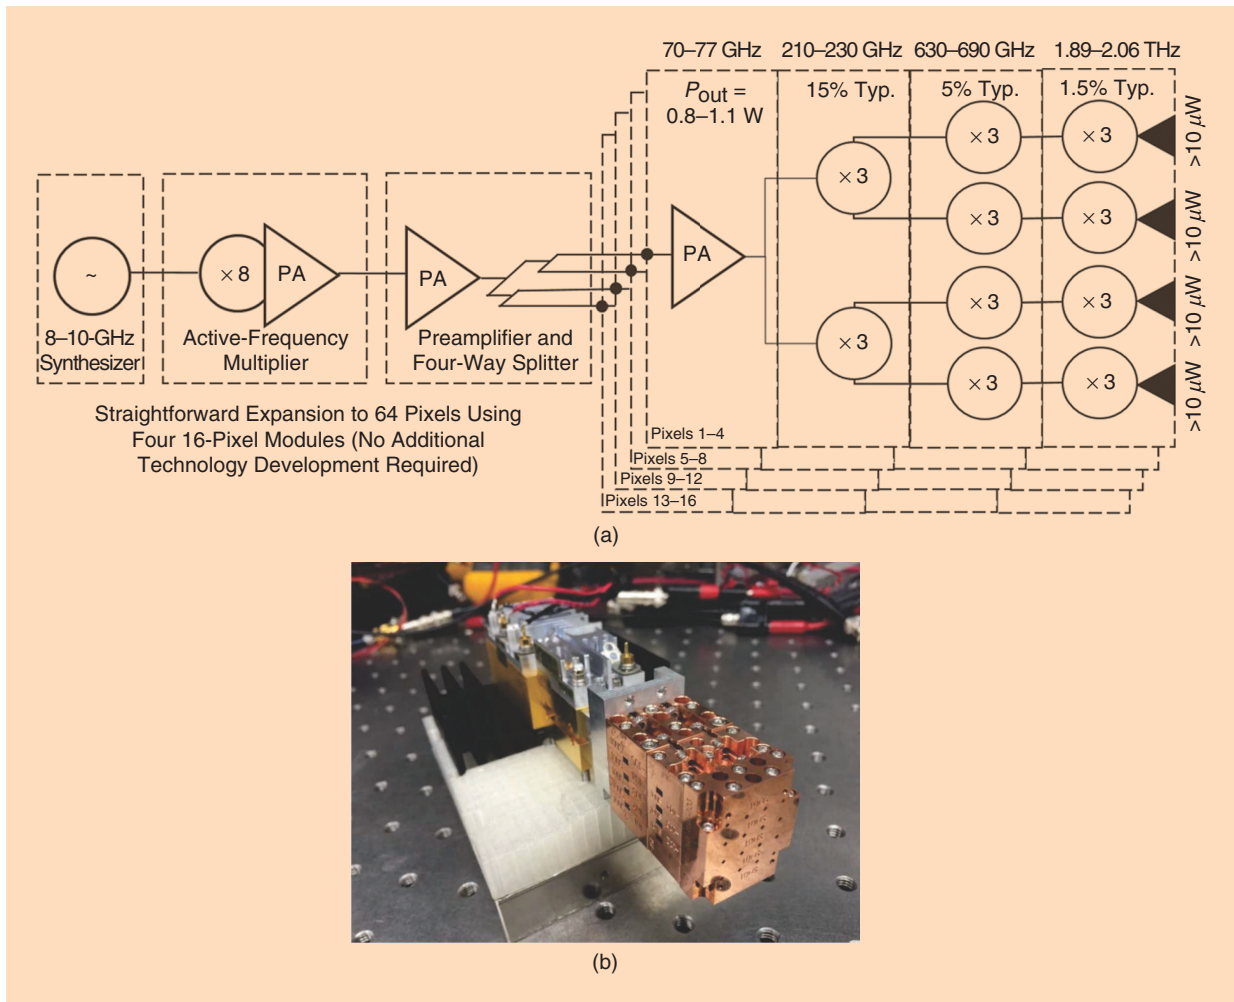 70–77 GHz
210–230 GHz
630–690 GHz
1.89–2.06 THz
Pout =
0.8–1.1 W
15% Typ.
5% Typ.
1.5% Typ.
× 3
× 3
>10 μW
× 3
× 3
× 3
>10 μW
~
× 8
PA
PA
PA
× 3
× 3
>10 μW
× 3
× 3
× 3
>10 μW
8–10-GHz
Synthesizer
Active-Frequency
Multiplier
Preamplifier and
Four-Way Splitter
Straightforward Expansion to 64 Pixels Using
Four 16-Pixel Modules (No Additional
Technology Development Required)
Pixels 1–4
Pixels 5–8
Pixels 9–12
Pixels 13–16
(a)
(b)